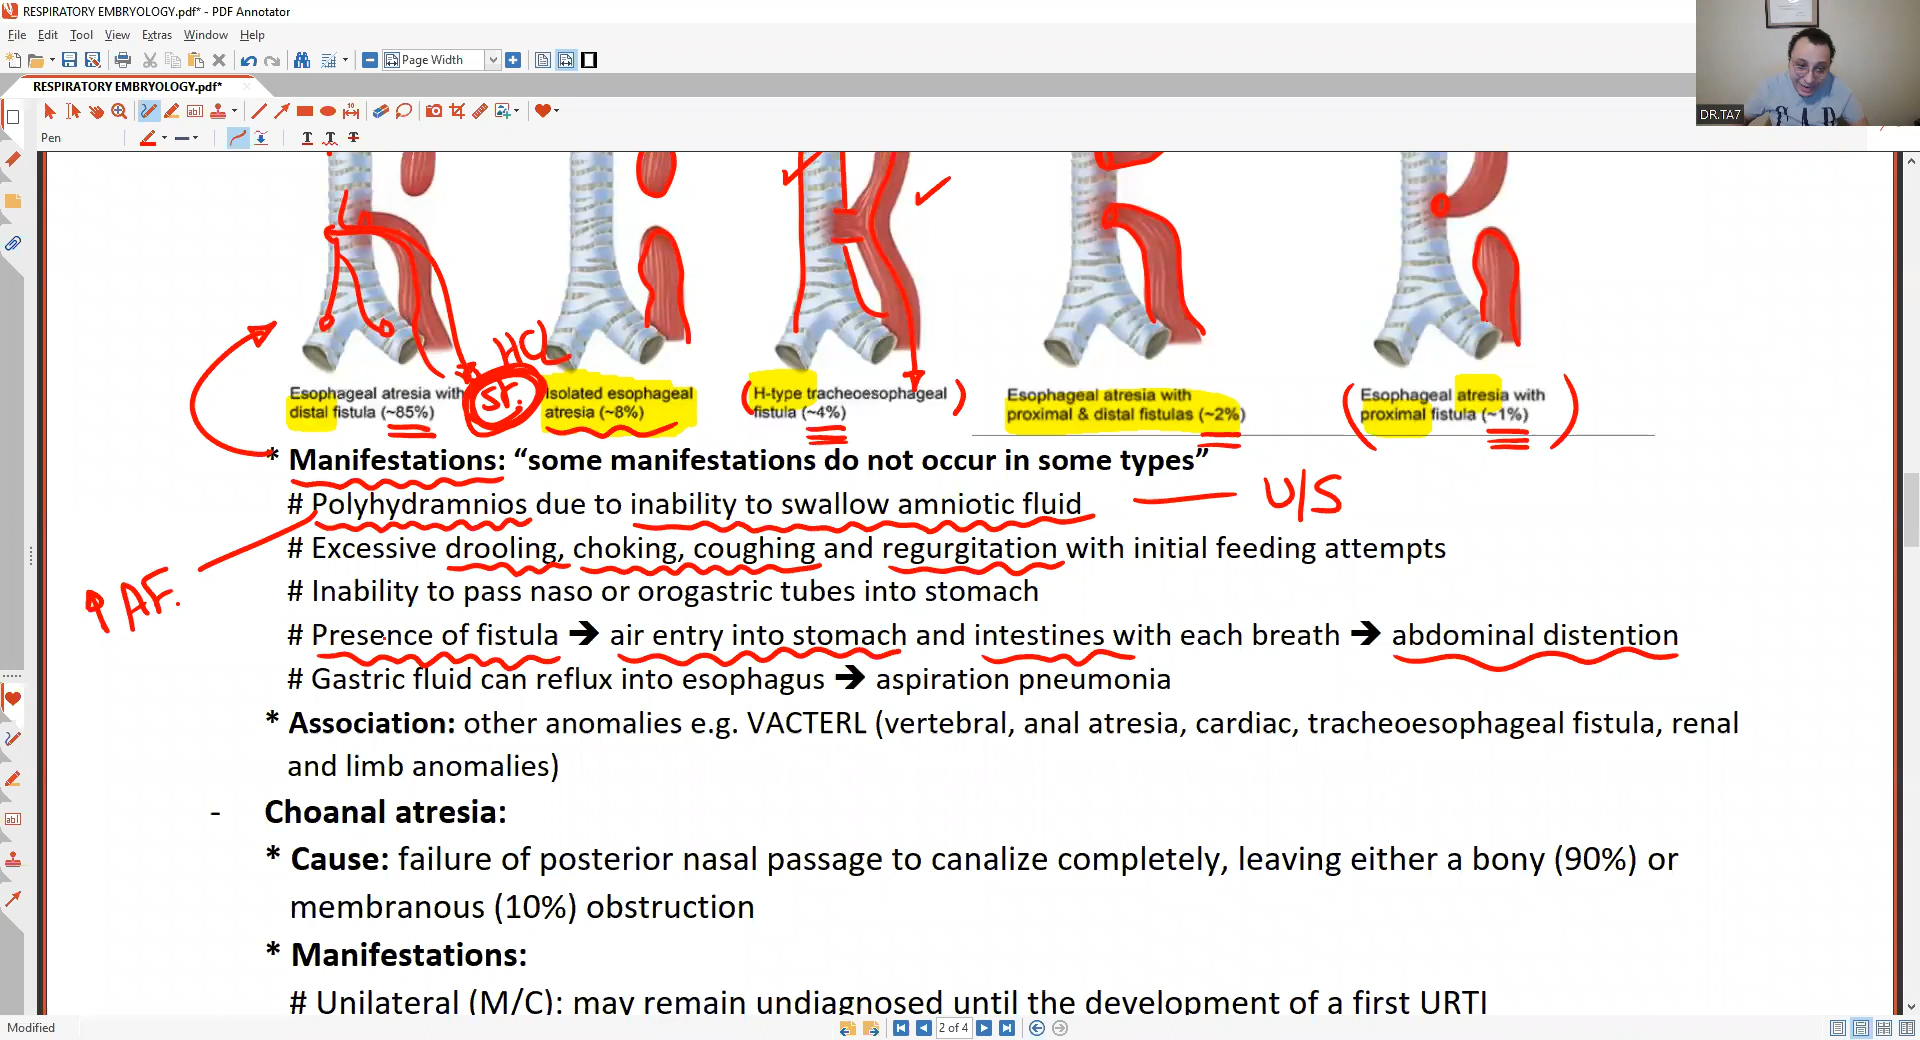 RESPIRATORY EMBRYOLOGY.pdf* - PDF Annotator
File Edit Tool View Extras Window Help
Page Width
RESPIRATORY EMBRYOLOGY.pdf*
Pen
DR.TA7
HCL
St.
Esophageal atresia with
distal fistula (~85%)
Isolated esophageal
atresia (~8%)
H-type tracheoesophageal
fistula (~4%)
Esophageal atresia with
proximal & distal fistulas (~2%)
Esophageal atresia with
proximal fistula (~1%)
* Manifestations: “some manifestations do not occur in some types”
# Polyhydramnios due to inability to swallow amniotic fluid
U/S
# Excessive drooling, choking, coughing and regurgitation with initial feeding attempts
↑ AF.
# Inability to pass naso or orogastric tubes into stomach
# Presence of fistula ➔ air entry into stomach and intestines with each breath ➔ abdominal distention
# Gastric fluid can reflux into esophagus ➔ aspiration pneumonia
* Association: other anomalies e.g. VACTERL (vertebral, anal atresia, cardiac, tracheoesophageal fistula, renal
and limb anomalies)
- Choanal atresia:
* Cause: failure of posterior nasal passage to canalize completely, leaving either a bony (90%) or
membranous (10%) obstruction
* Manifestations:
# Unilateral (M/C): may remain undiagnosed until the development of a first URTI
Modified
2 of 4